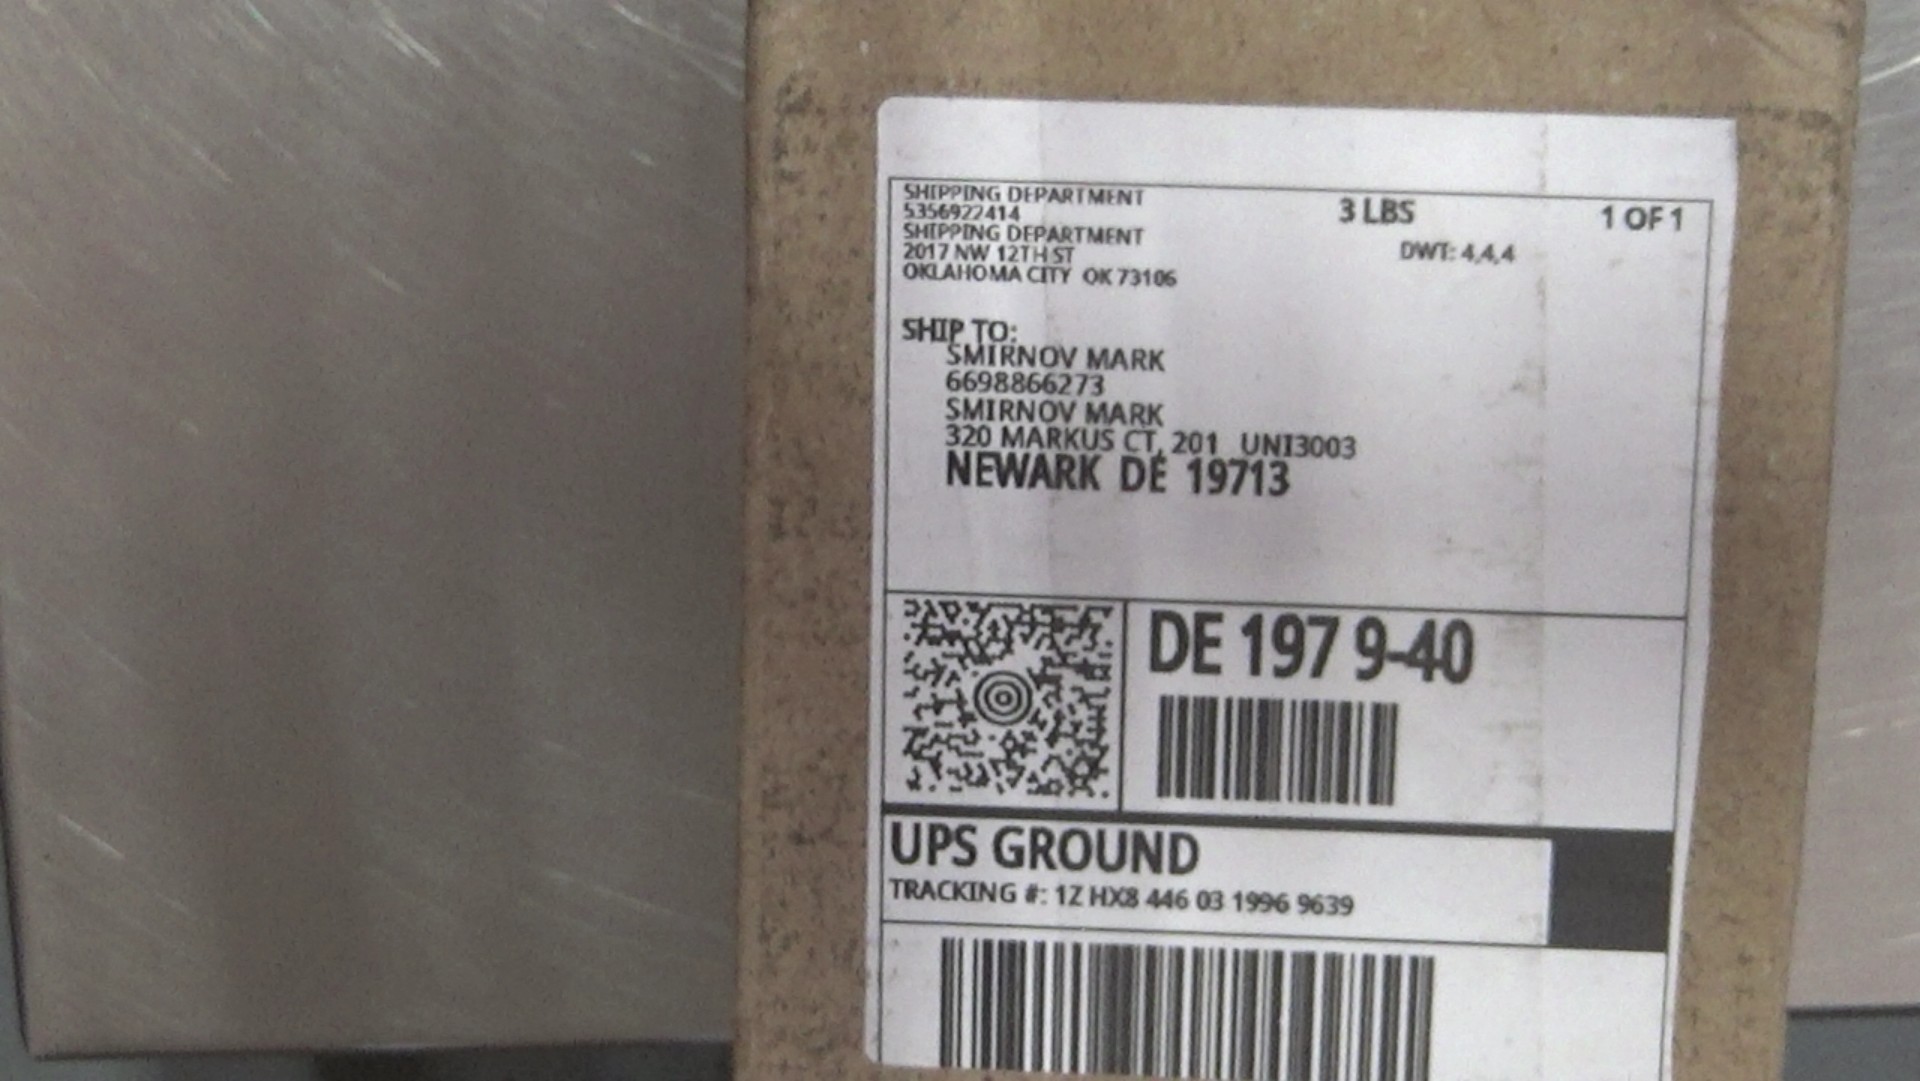 SHIPPING DEPARTMENT
5356922414
SHIPPING DEPARTMENT
2017 NW 12TH ST
OKLAHOMA CITY OK 73106
3 LBS
1 OF 1
DWT: 4,4,4
SHIP TO:
SMIRNOV MARK
6698866273
SMIRNOV MARK
320 MARKUS CT, 201 UNI3003
NEWARK DE 19713
DE 197 9-40
UPS GROUND
TRACKING #: 1Z HX8 446 03 1996 9639